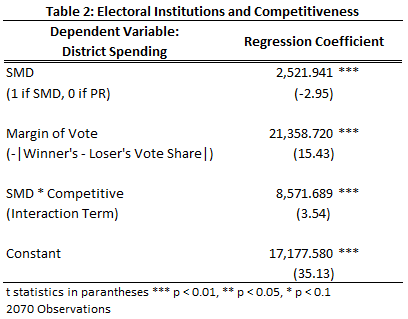 Table 2: Electoral Institutions and Competitiveness
Dependent Variable:
District Spending
Regression Coefficient
SMD 2,521.941 ***
(1 if SMD, 0 if PR) (-2.95)
Margin of Vote 21,358.720 ***
(-|Winner's - Loser's Vote Share|) (15.43)
SMD * Competitive 8,571.689 ***
(Interaction Term) (3.54)
Constant 17,177.580 ***
(35.13)
t statistics in parantheses *** p < 0.01, ** p < 0.05, * p < 0.1
2070 Observations